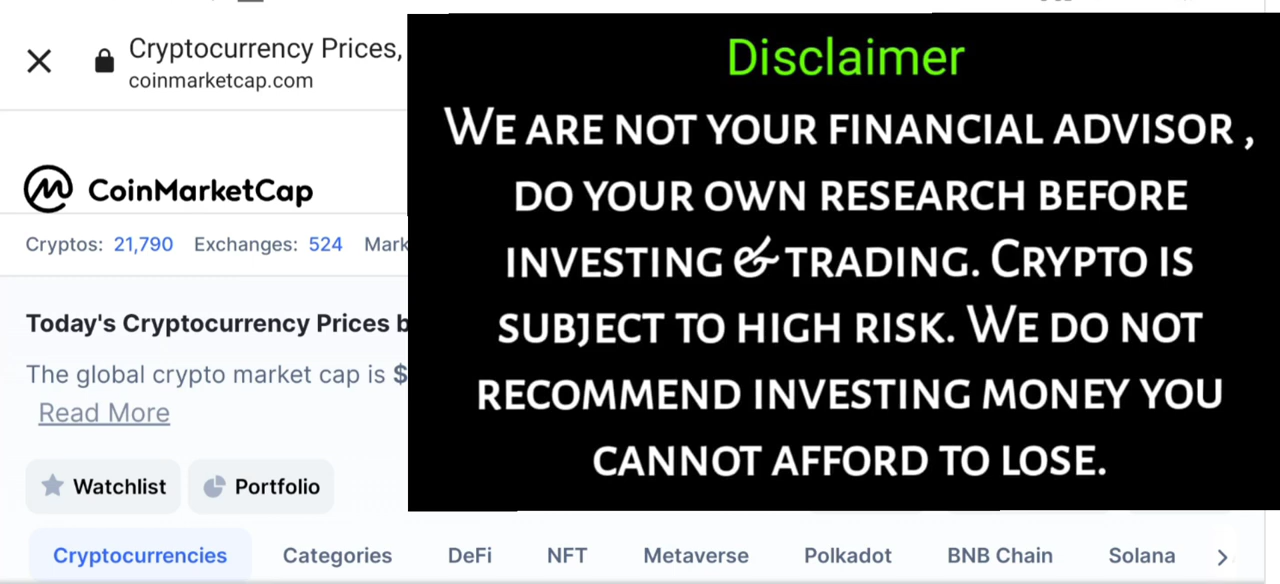 Cryptocurrency Prices,
coinmarketcap.com
CoinMarketCap
Cryptos: 21,790 Exchanges: 524 Mark
Today's Cryptocurrency Prices b
The global crypto market cap is $
Read More
Watchlist Portfolio
Disclaimer
WE ARE NOT YOUR FINANCIAL ADVISOR ,
DO YOUR OWN RESEARCH BEFORE
INVESTING & TRADING. CRYPTO IS
SUBJECT TO HIGH RISK. WE DO NOT
RECOMMEND INVESTING MONEY YOU
CANNOT AFFORD TO LOSE.
Cryptocurrencies Categories DeFi NFT Metaverse Polkadot BNB Chain Solana